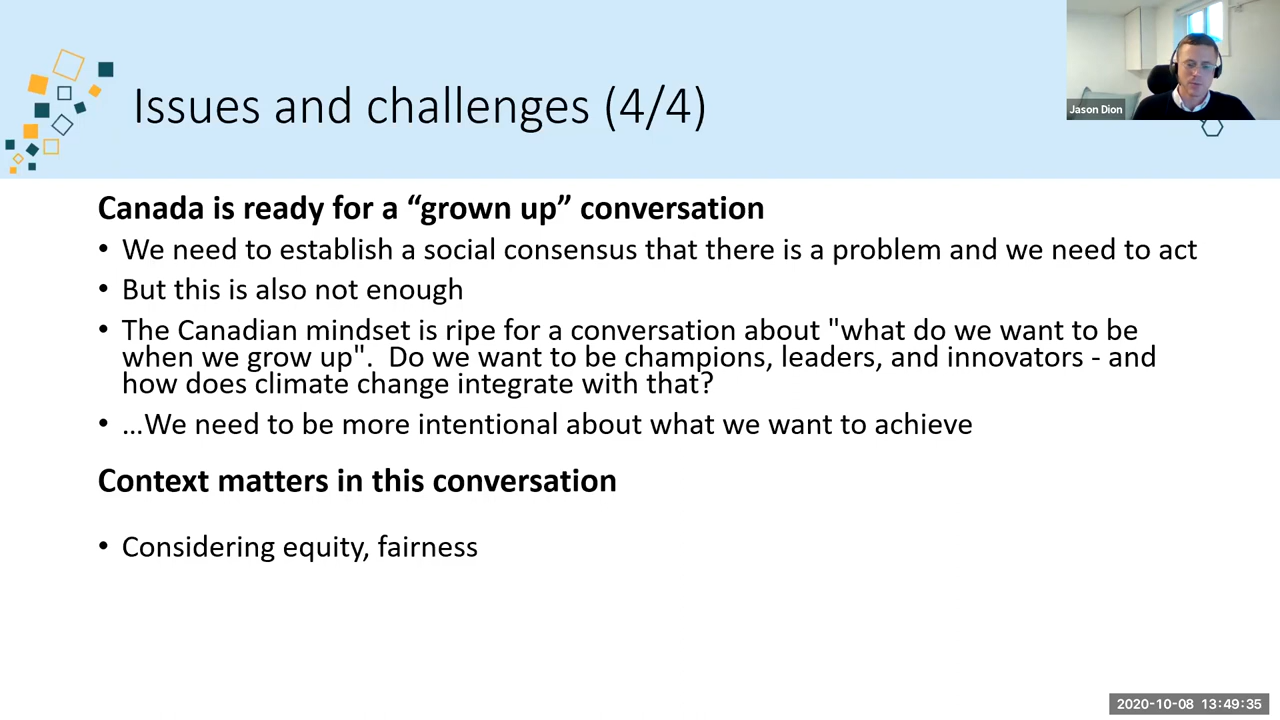 Issues and challenges (4/4)
Jason Dion
Canada is ready for a “grown up” conversation
• We need to establish a social consensus that there is a problem and we need to act
• But this is also not enough
• The Canadian mindset is ripe for a conversation about "what do we want to be
when we grow up".  Do we want to be champions, leaders, and innovators - and
how does climate change integrate with that?
• …We need to be more intentional about what we want to achieve
Context matters in this conversation
• Considering equity, fairness
2020-10-08 13:49:35